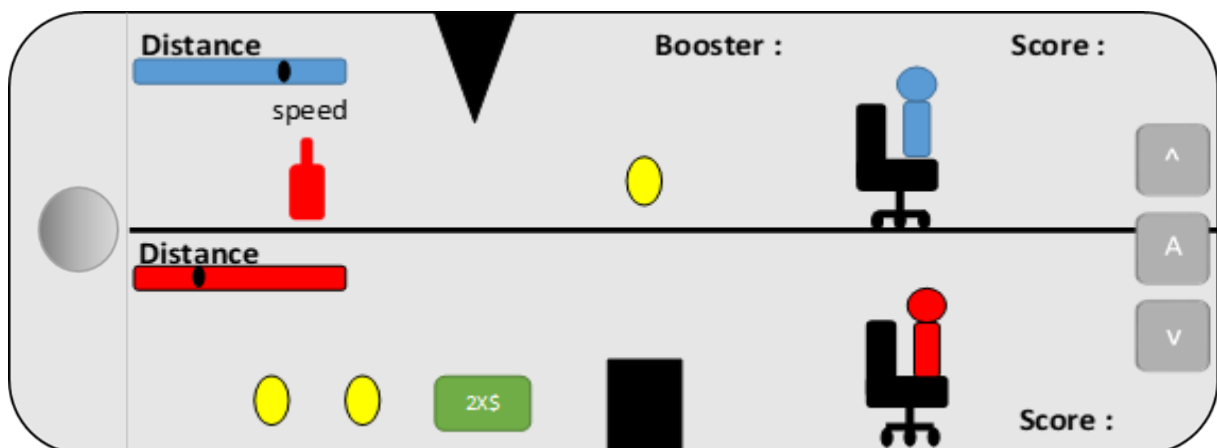 Distance
Booster :
Score :
speed
^
A
v
Distance
2X$
Score :